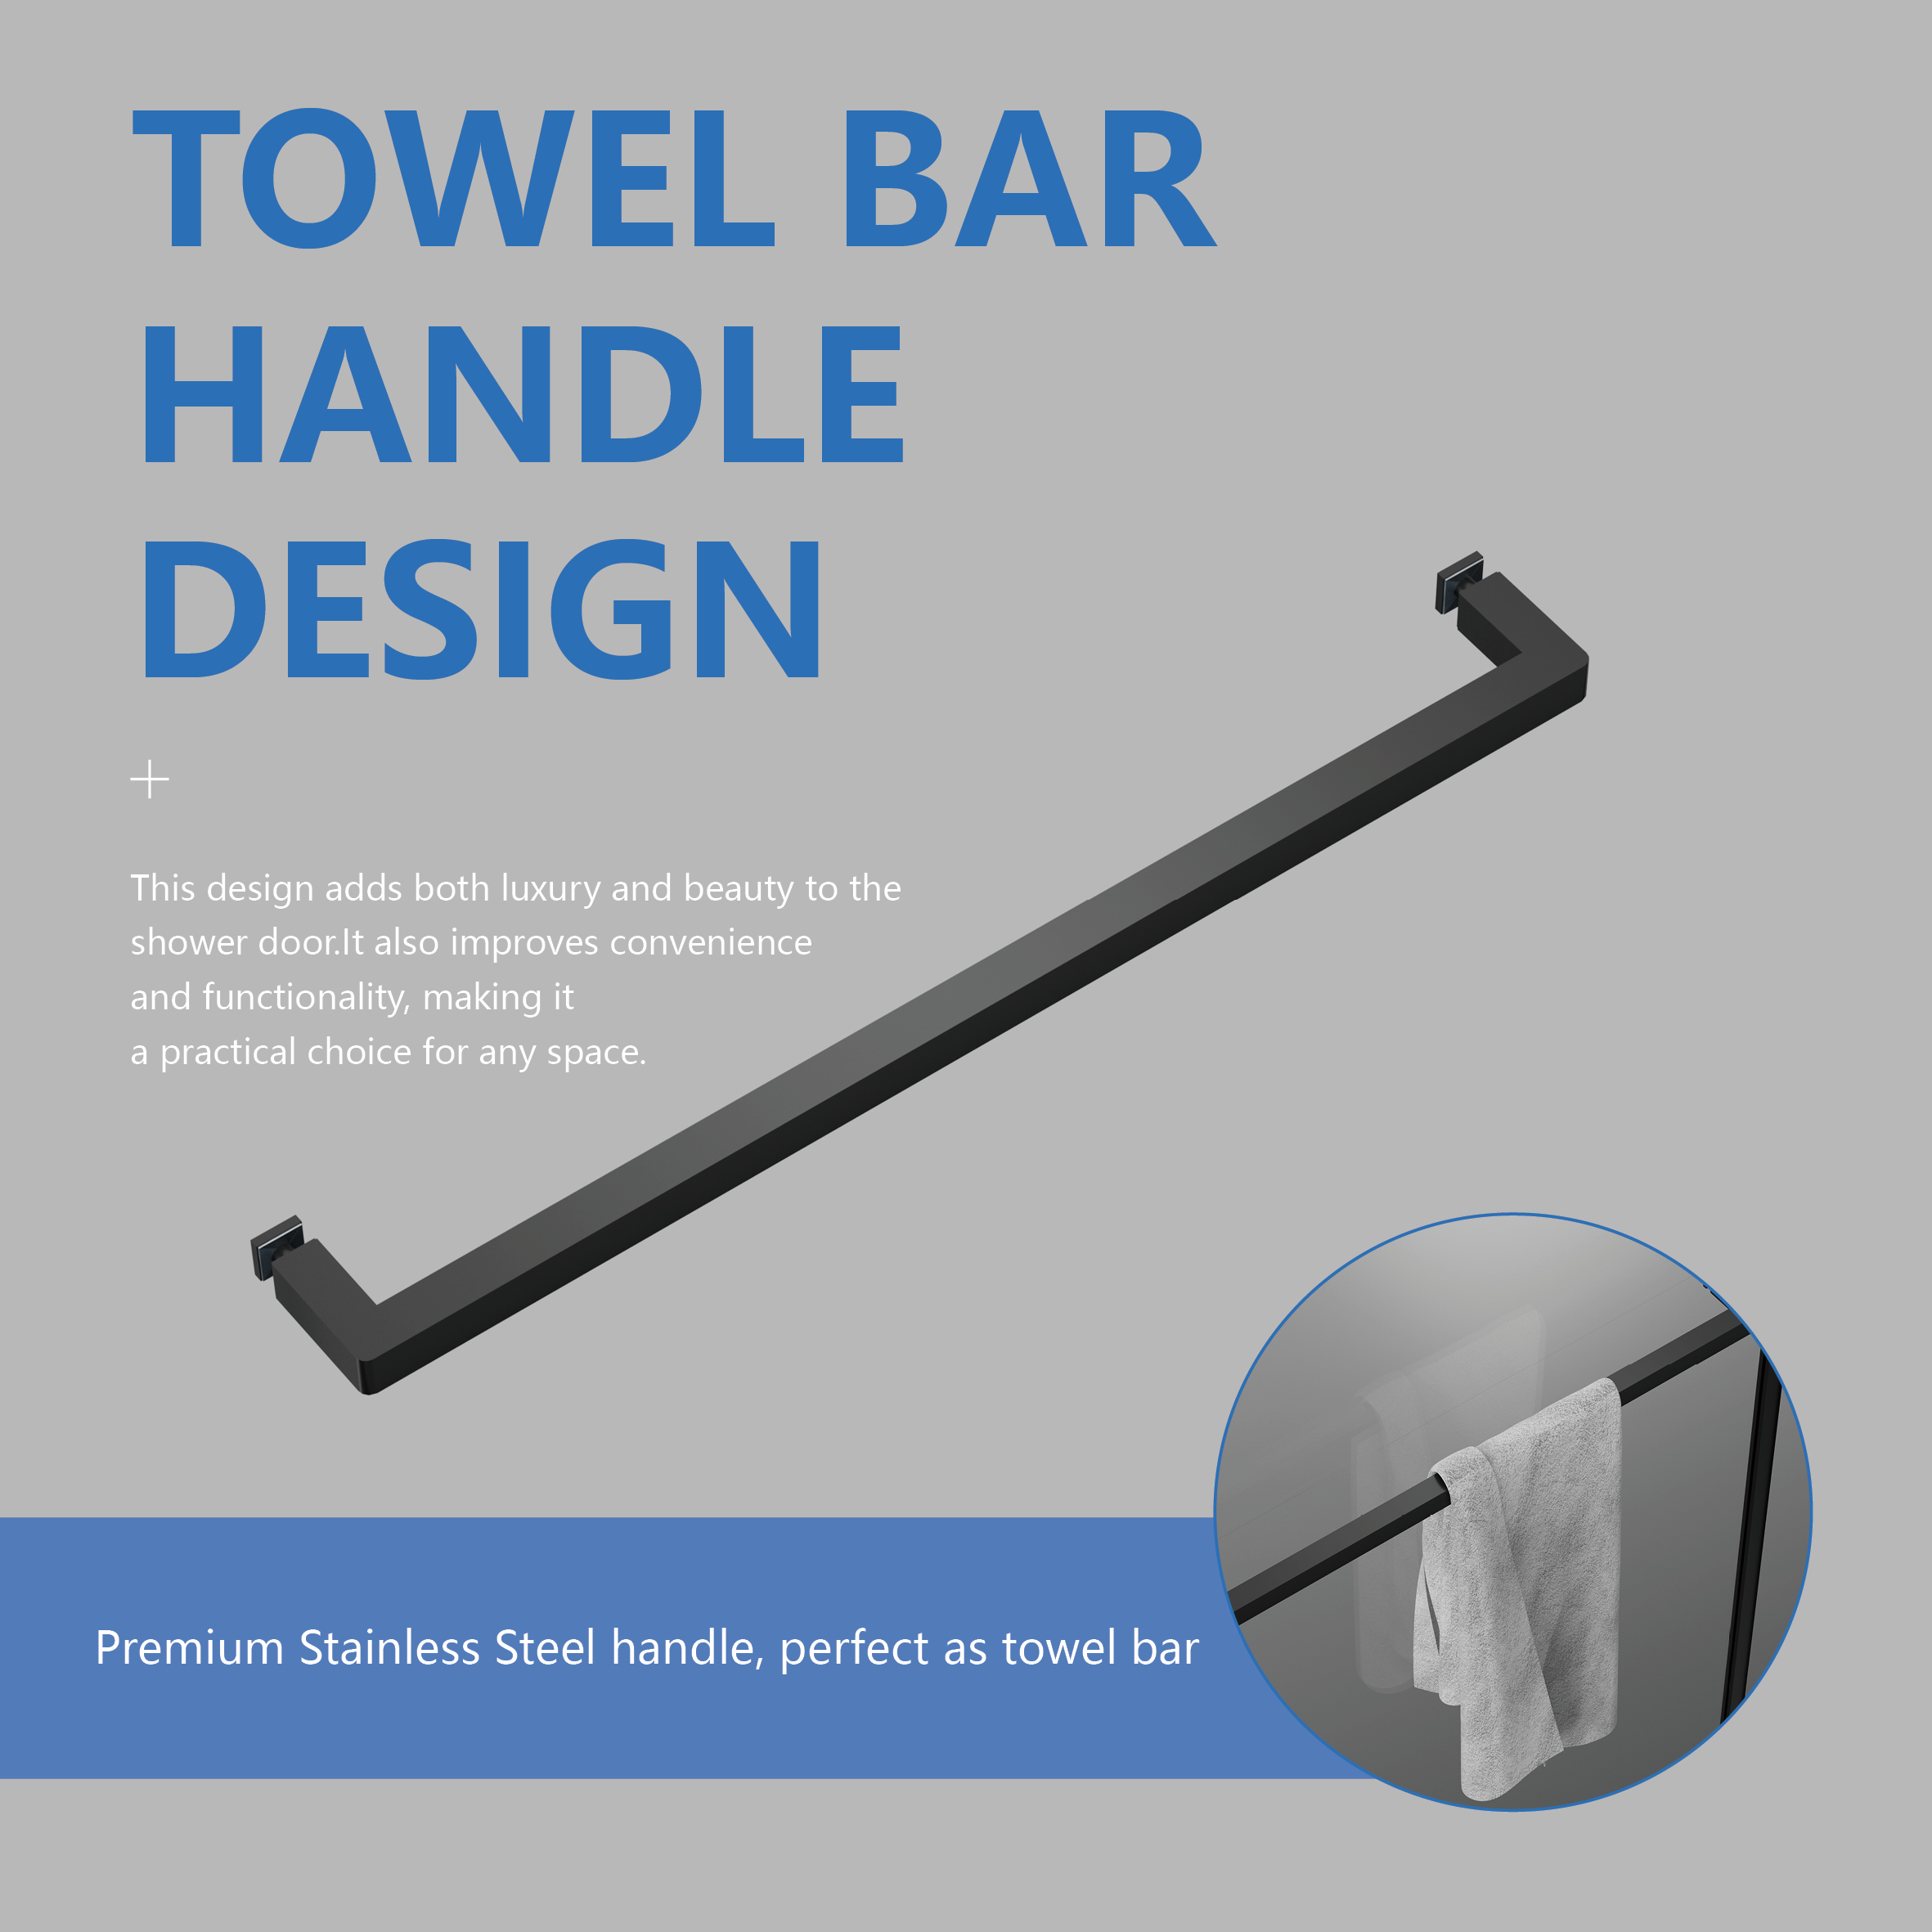 TOWEL BAR
HANDLE
DESIGN
This design adds both luxury and beauty to the
shower door.It also improves convenience
and functionality, making it
a practical choice for any space.
Premium Stainless Steel handle, perfect as towel bar